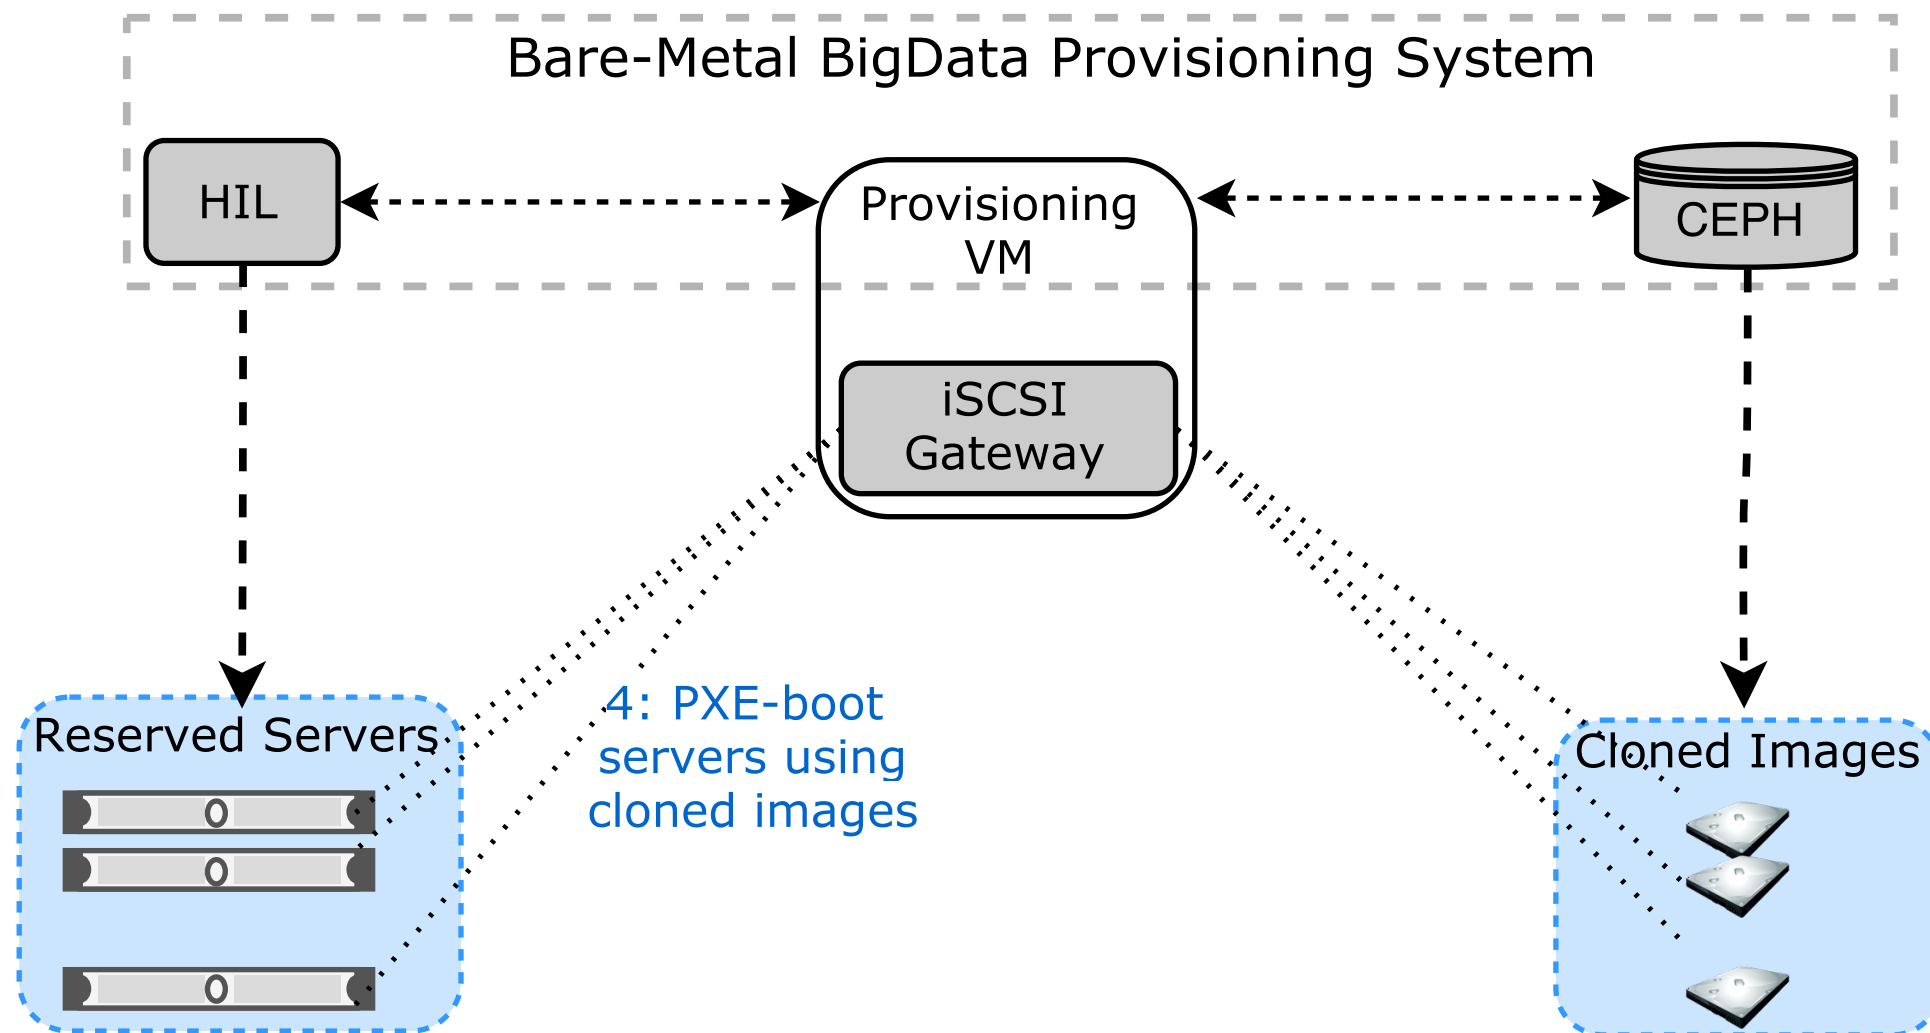 Bare-Metal BigData Provisioning System
HIL
Provisioning
VM
CEPH
iSCSI
Gateway
Reserved Servers
4: PXE-boot
servers using
cloned images
Cloned Images